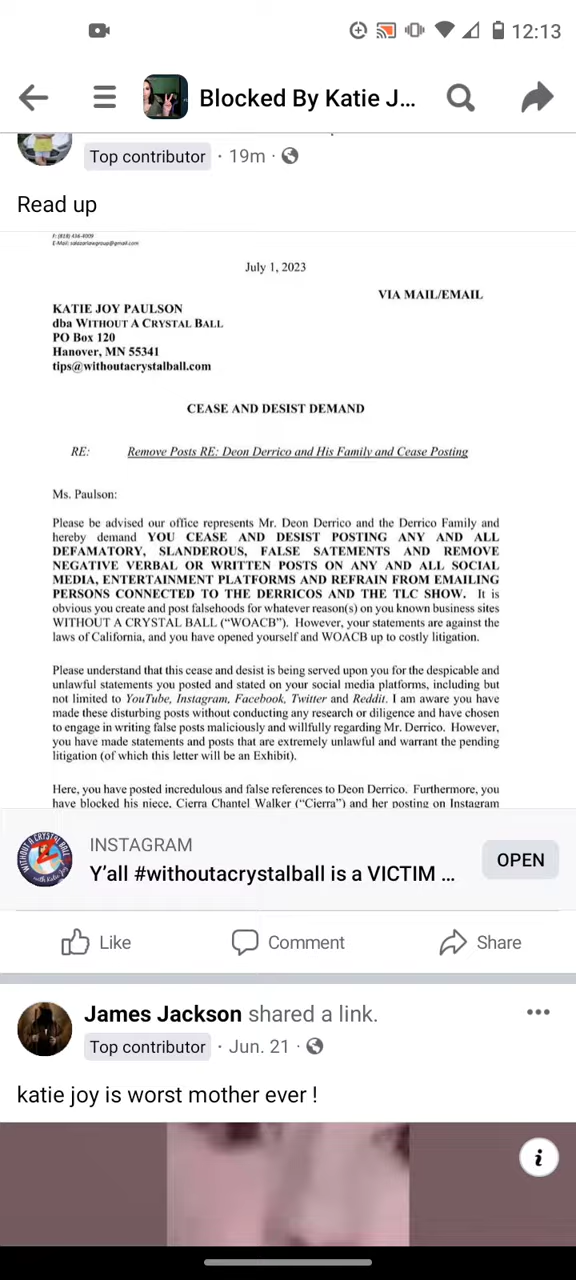 12:13
Blocked By Katie J...
Top contributor · 19m ·
Read up
F: (818) 436-4009
E-Mail: salazarlawgroup@gmail.com
July 1, 2023
VIA MAIL/EMAIL
KATIE JOY PAULSON
dba WITHOUT A CRYSTAL BALL
PO Box 120
Hanover, MN 55341
tips@withoutacrystalball.com
CEASE AND DESIST DEMAND
RE: Remove Posts RE: Deon Derrico and His Family and Cease Posting
Ms. Paulson:
Please be advised our office represents Mr. Deon Derrico and the Derrico Family and
hereby demand YOU CEASE AND DESIST POSTING ANY AND ALL
DEFAMATORY, SLANDEROUS, FALSE SATEMENTS AND REMOVE
NEGATIVE VERBAL OR WRITTEN POSTS ON ANY AND ALL SOCIAL
MEDIA, ENTERTAINMENT PLATFORMS AND REFRAIN FROM EMAILING
PERSONS CONNECTED TO THE DERRICOS AND THE TLC SHOW. It is
obvious you create and post falsehoods for whatever reason(s) on you known business sites
WITHOUT A CRYSTAL BALL ("WOACB"). However, your statements are against the
laws of California, and you have opened yourself and WOACB up to costly litigation.
Please understand that this cease and desist is being served upon you for the despicable and
unlawful statements you posted and stated on your social media platforms, including but
not limited to YouTube, Instagram, Facebook, Twitter and Reddit. I am aware you have
made these disturbing posts without conducting any research or diligence and have chosen
to engage in writing false posts maliciously and willfully regarding Mr. Derrico. However,
you have made statements and posts that are extremely unlawful and warrant the pending
litigation (of which this letter will be an Exhibit).
Here, you have posted incredulous and false references to Deon Derrico. Furthermore, you
have blocked his niece, Cierra Chantel Walker ("Cierra") and her posting on Instagram
WITHOUT A CRYSTAL BALL
with Katie Joy
INSTAGRAM
Y'all #withoutacrystalball is a VICTIM ...
OPEN
Like
Comment
Share
James Jackson shared a link.
Top contributor · Jun. 21 ·
katie joy is worst mother ever !